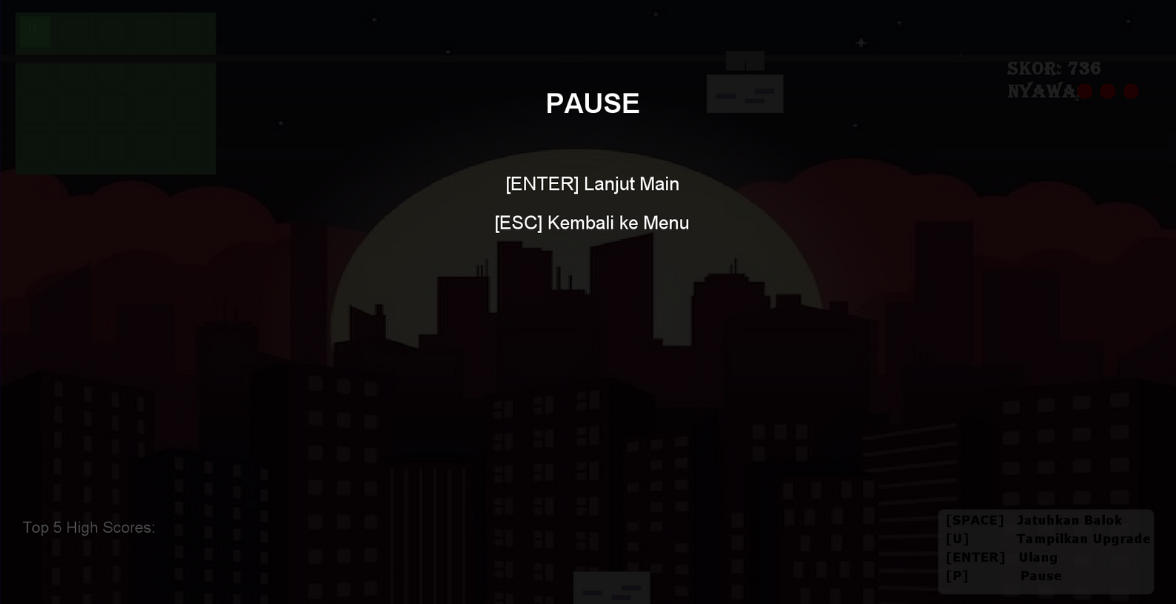 SKOR: 736
NYAWA:
PAUSE
[ENTER] Lanjut Main
[ESC] Kembali ke Menu
Top 5 High Scores:
[SPACE] Jatuhkan Balok
[U] Tampilkan Upgrade
[ENTER] Ulang
[P] Pause